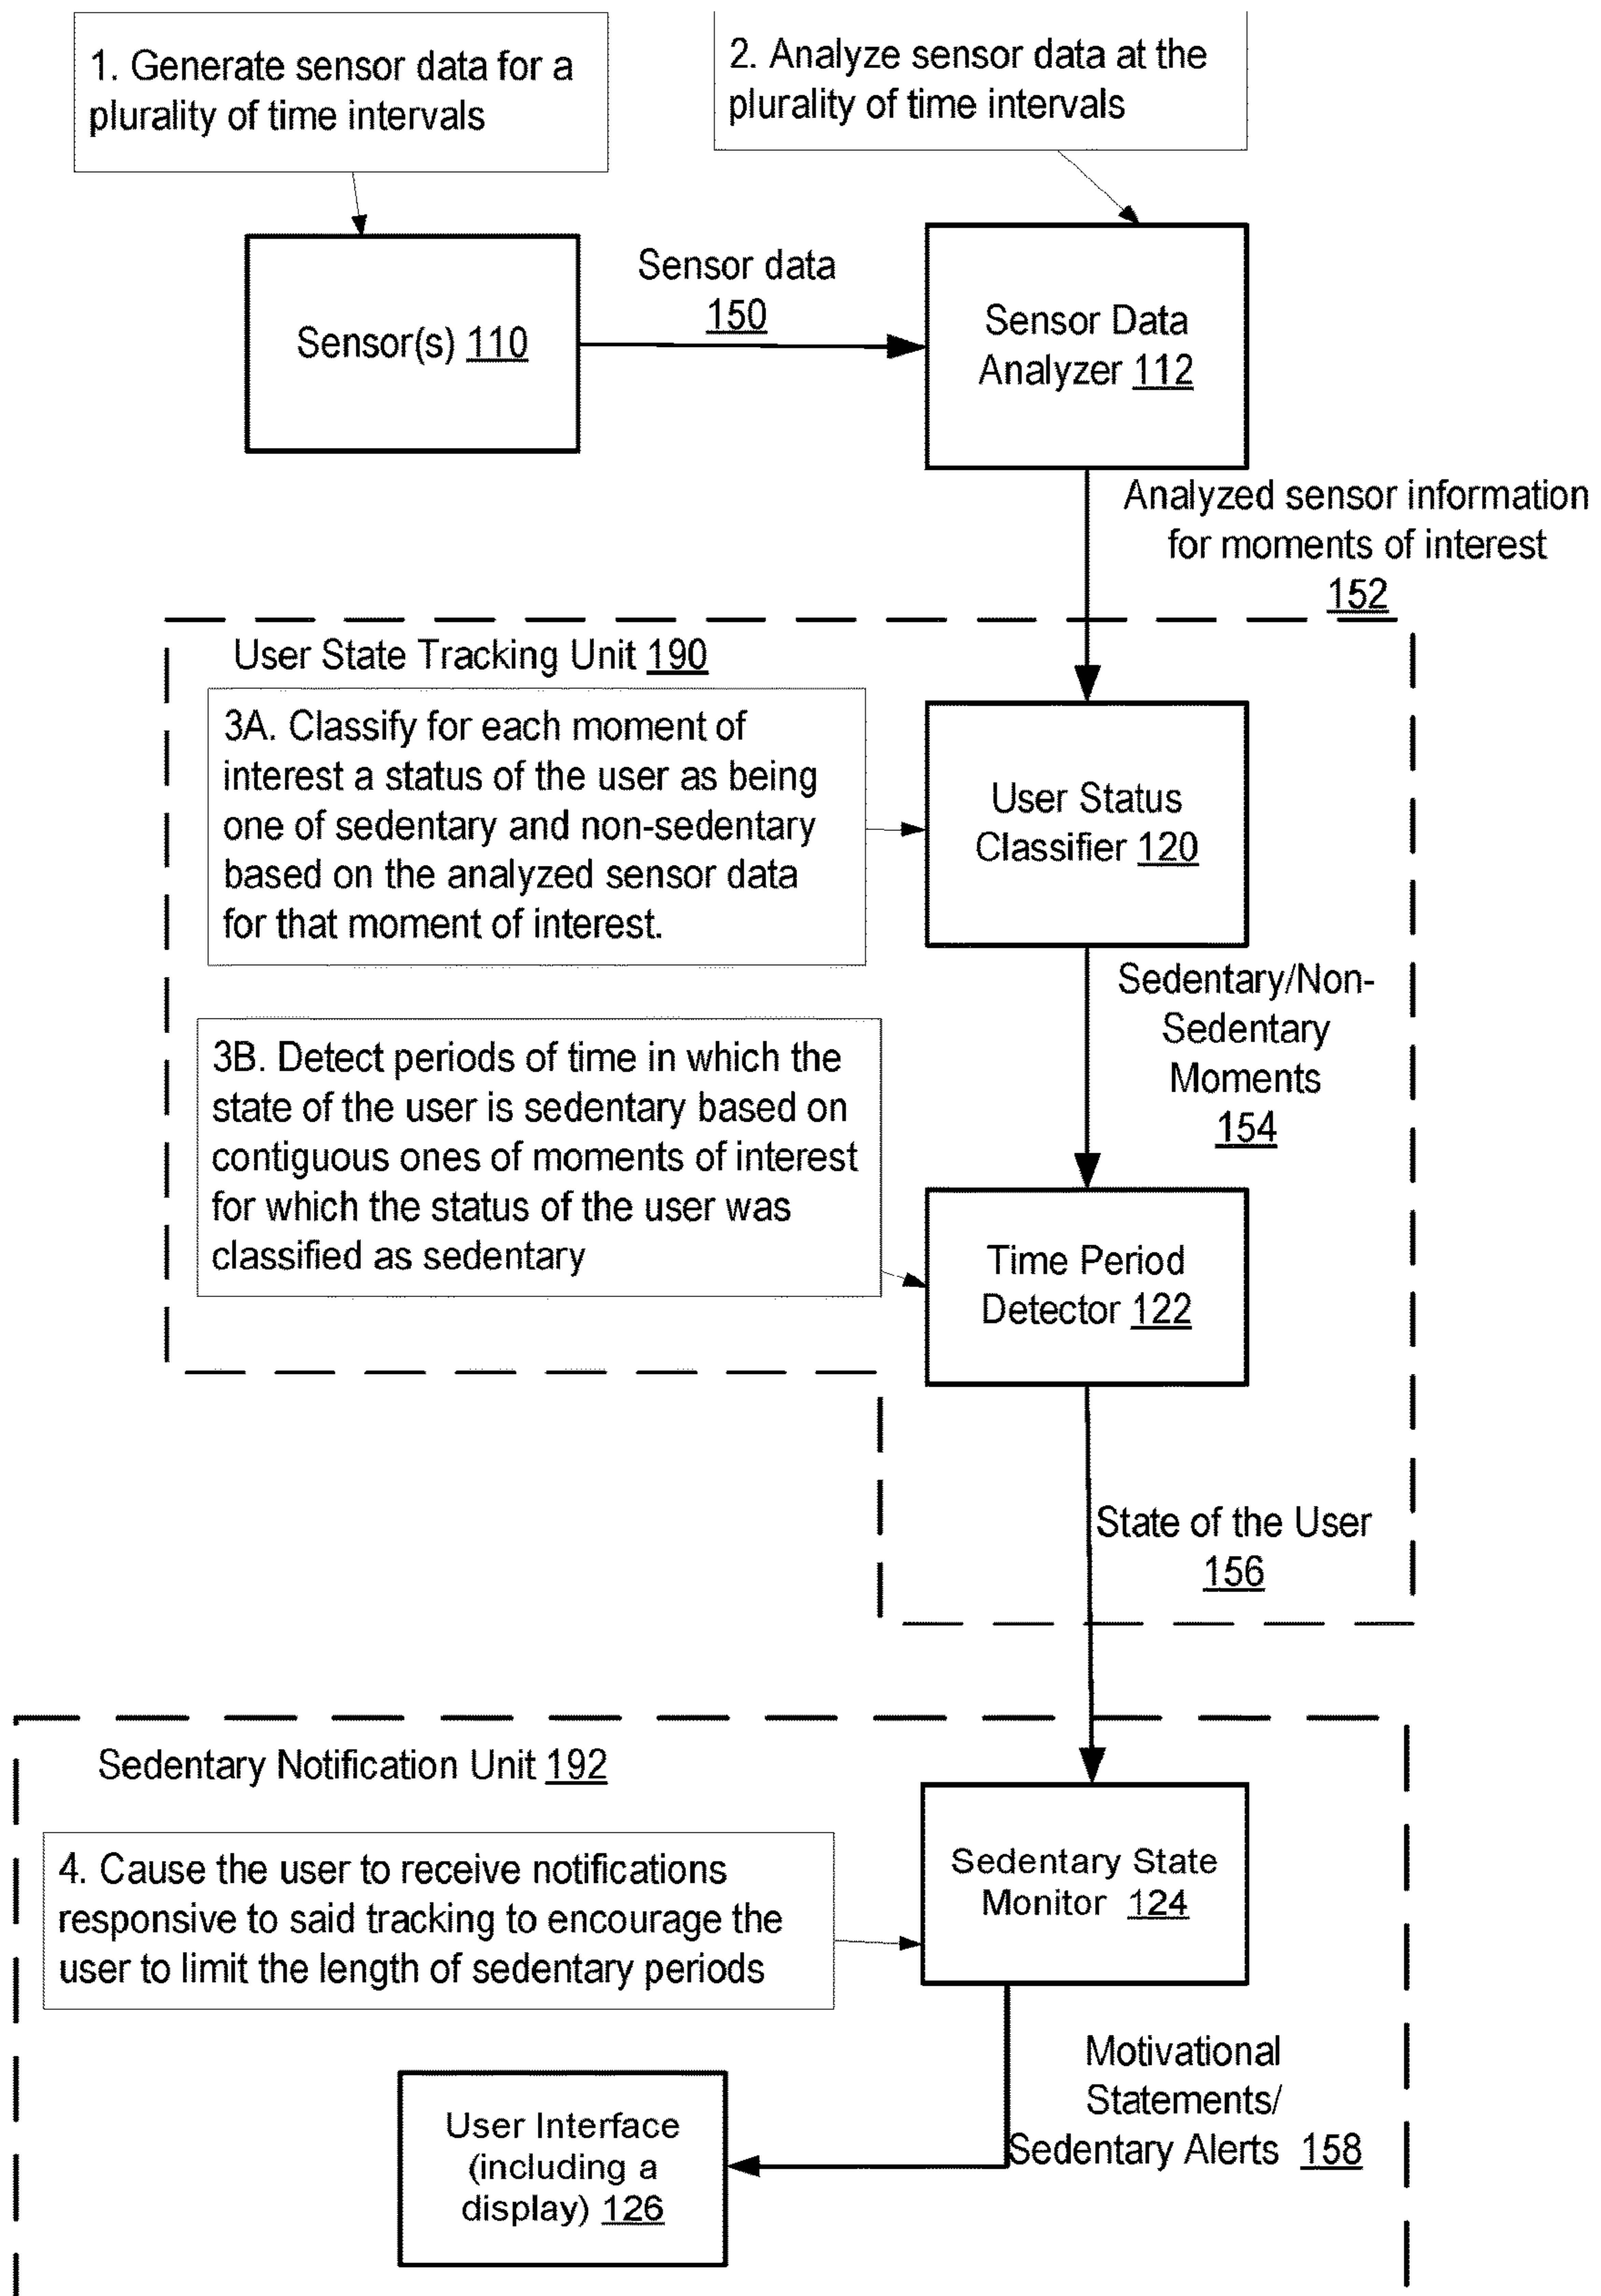 1. Generate sensor data for a
plurality of time intervals
2. Analyze sensor data at the
plurality of time intervals
Sensor(s) 110
Sensor data
150
Sensor Data
Analyzer 112
Analyzed sensor information
for moments of interest
152
User State Tracking Unit 190
3A. Classify for each moment of
interest a status of the user as being
one of sedentary and non-sedentary
based on the analyzed sensor data
for that moment of interest.
User Status
Classifier 120
Sedentary/Non-
Sedentary
Moments
154
3B. Detect periods of time in which the
state of the user is sedentary based on
contiguous ones of moments of interest
for which the status of the user was
classified as sedentary
Time Period
Detector 122
State of the User
156
Sedentary Notification Unit 192
4. Cause the user to receive notifications
responsive to said tracking to encourage the
user to limit the length of sedentary periods
Sedentary State
Monitor 124
Motivational
Statements/
Sedentary Alerts 158
User Interface
(including a
display) 126